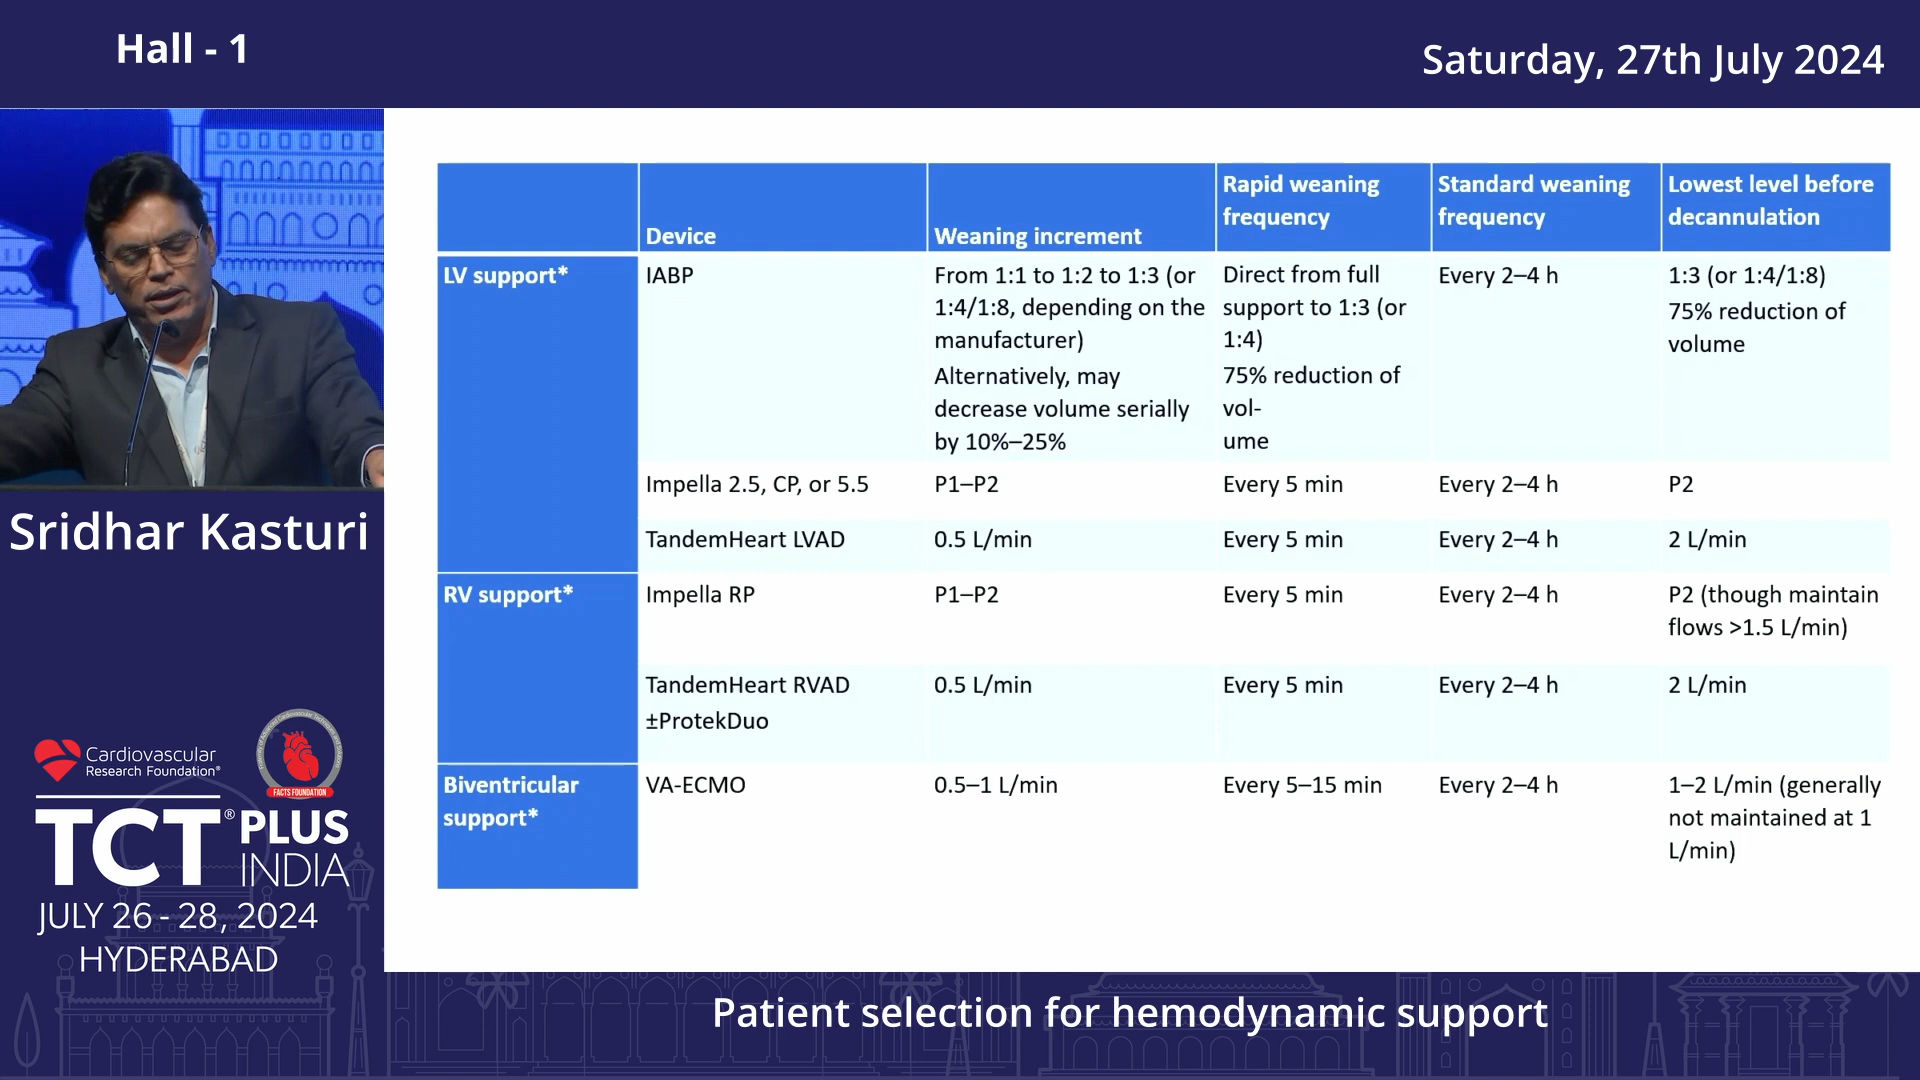 Hall - 1
Saturday, 27th July 2024
Device
Weaning increment
Rapid weaning
frequency
Standard weaning
frequency
Lowest level before
decannulation
LV support*
IABP
From 1:1 to 1:2 to 1:3 (or
1:4/1:8, depending on the
manufacturer)
Alternatively, may
decrease volume serially
by 10%–25%
Direct from full
support to 1:3 (or
1:4)
75% reduction of
vol-
ume
Every 2–4 h
1:3 (or 1:4/1:8)
75% reduction of
volume
Impella 2.5, CP, or 5.5
P1–P2
Every 5 min
Every 2–4 h
P2
TandemHeart LVAD
0.5 L/min
Every 5 min
Every 2–4 h
2 L/min
RV support*
Impella RP
P1–P2
Every 5 min
Every 2–4 h
P2 (though maintain
flows >1.5 L/min)
TandemHeart RVAD
±ProtekDuo
0.5 L/min
Every 5 min
Every 2–4 h
2 L/min
Biventricular
support*
VA-ECMO
0.5–1 L/min
Every 5–15 min
Every 2–4 h
1–2 L/min (generally
not maintained at 1
L/min)
Sridhar Kasturi
Cardiovascular
Research Foundation®
FACTS FOUNDATION
TCT® PLUS
INDIA
JULY 26 - 28, 2024
HYDERABAD
Patient selection for hemodynamic support